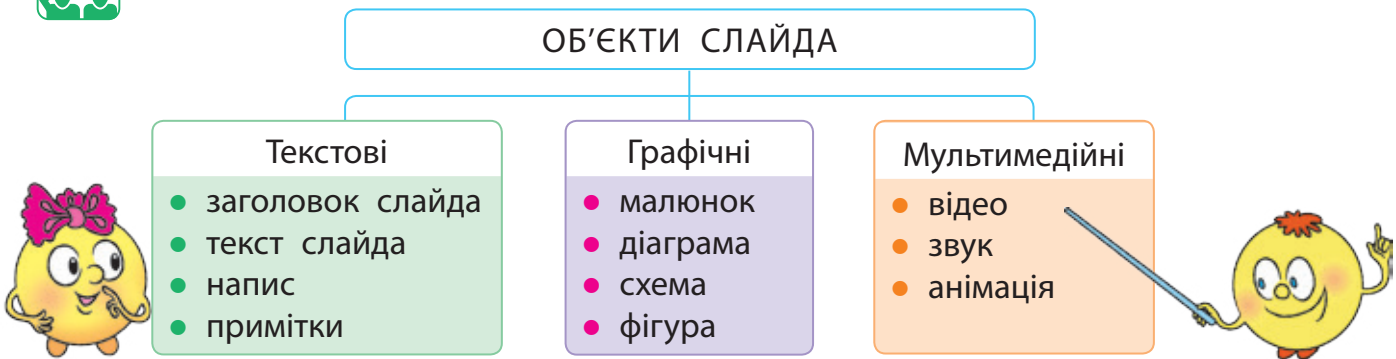 ОБ’ЄКТИ СЛАЙДА
Текстові
заголовок слайда
текст слайда
напис
примітки
Графічні
малюнок
діаграма
схема
фігура
Мультимедійні
відео
звук
анімація